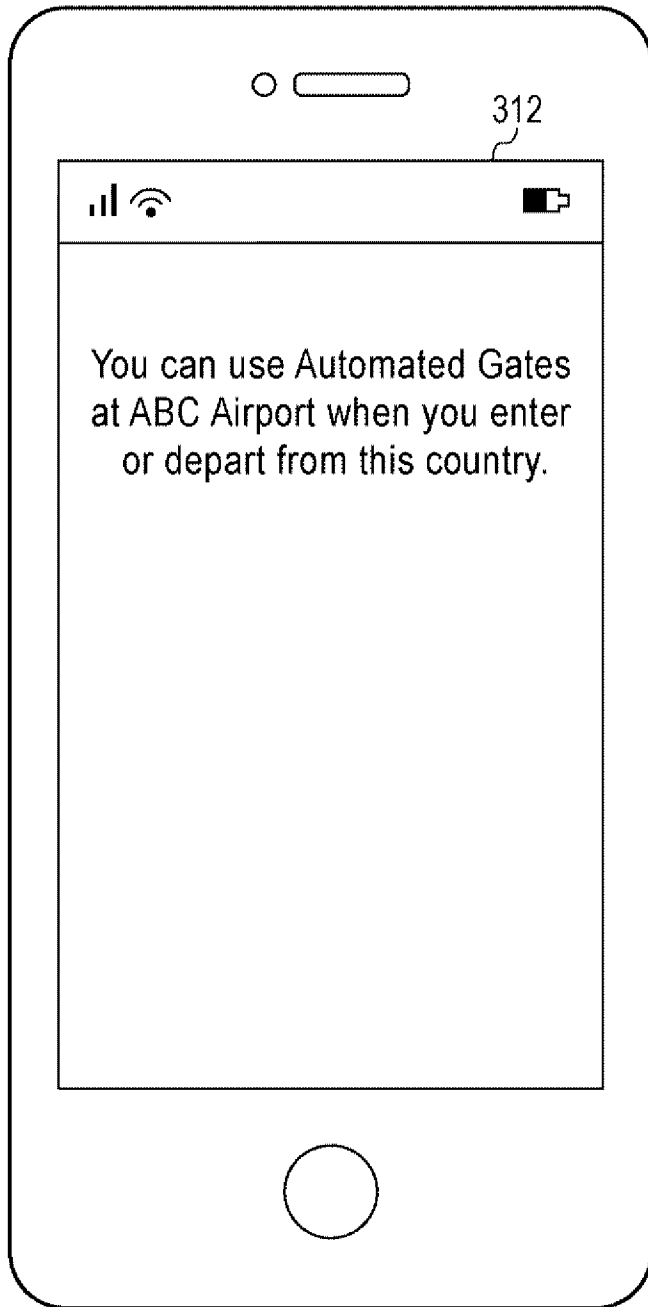 312
You can use Automated Gates
at ABC Airport when you enter
or depart from this country.